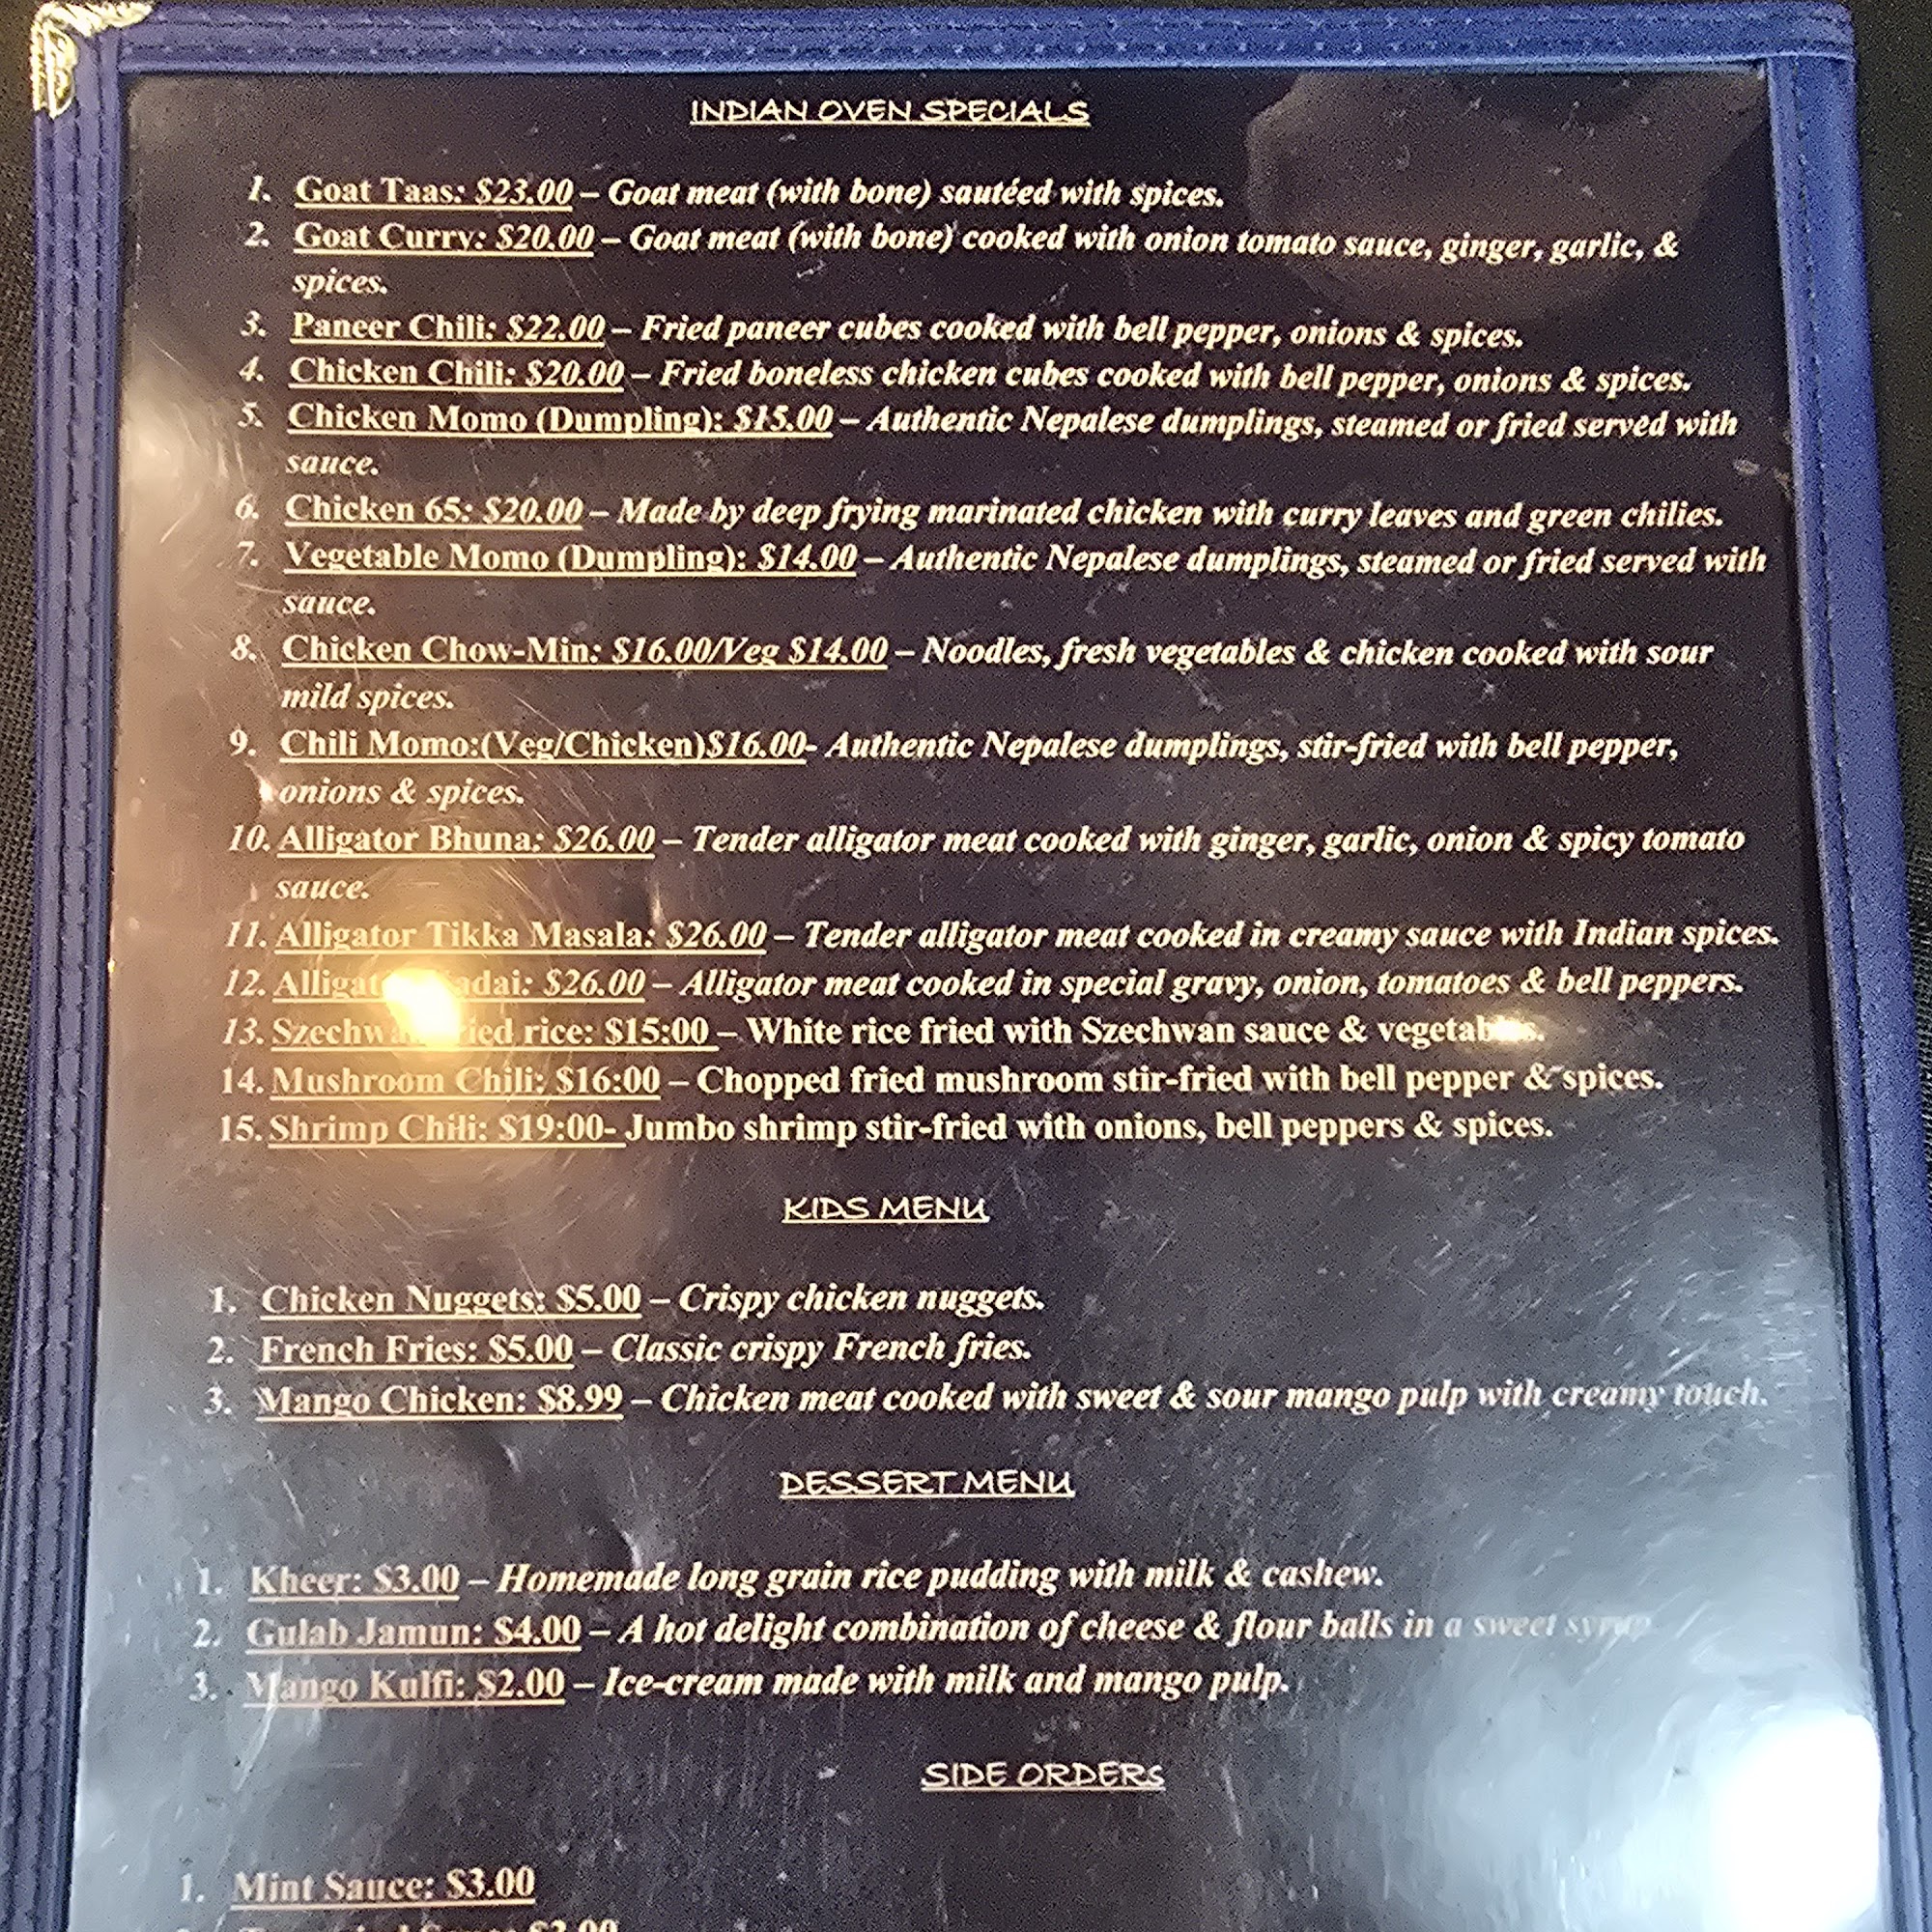 INDIAN OVEN SPECIALS
1. Goat Taas: $23.00 – Goat meat (with bone) sautéed with spices.
2. Goat Curry: $20.00 – Goat meat (with bone) cooked with onion tomato sauce, ginger, garlic, &
spices.
3. Paneer Chili: $22.00 – Fried paneer cubes cooked with bell pepper, onions & spices.
4. Chicken Chili: $20.00 – Fried boneless chicken cubes cooked with bell pepper, onions & spices.
5. Chicken Momo (Dumpling): $15.00 – Authentic Nepalese dumplings, steamed or fried served with
sauce.
6. Chicken 65: $20.00 – Made by deep frying marinated chicken with curry leaves and green chilies.
7. Vegetable Momo (Dumpling): $14.00 – Authentic Nepalese dumplings, steamed or fried served with
sauce.
8. Chicken Chow-Min: $16.00/Veg $14.00 – Noodles, fresh vegetables & chicken cooked with sour
mild spices.
9. Chili Momo:(Veg/Chicken)$16.00- Authentic Nepalese dumplings, stir-fried with bell pepper,
onions & spices.
10. Alligator Bhuna: $26.00 – Tender alligator meat cooked with ginger, garlic, onion & spicy tomato
sauce.
11. Alligator Tikka Masala: $26.00 – Tender alligator meat cooked in creamy sauce with Indian spices.
12. $26.00 – Alligator meat cooked in special gravy, onion, tomatoes & bell peppers.
13. rice: $15:00 – White rice fried with Szechwan sauce & vegetables.
14. Mushroom Chili: $16:00 – Chopped fried mushroom stir-fried with bell pepper & spices.
15. Shrimp Chili: $19:00- Jumbo shrimp stir-fried with onions, bell peppers & spices.
KIDS MENU
1. Chicken Nuggets: $5.00 – Crispy chicken nuggets.
2. French Fries: $5.00 – Classic crispy French fries.
3. Mango Chicken: $8.99 – Chicken meat cooked with sweet & sour mango pulp with creamy touch.
DESSERT MENU
1. Kheer: $3.00 – Homemade long grain rice pudding with milk & cashew.
2. Gulab Jamun: $4.00 – A hot delight combination of cheese & flour balls in a sweet syrup
3. Mango Kulfi: $2.00 – Ice-cream made with milk and mango pulp.
SIDE ORDERS
1. Mint Sauce: $3.00